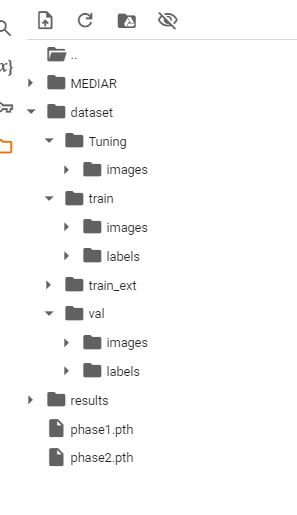 ..
{x}
MEDIAR
dataset
Tuning
images
train
images
labels
train_ext
val
images
labels
results
phase1.pth
phase2.pth